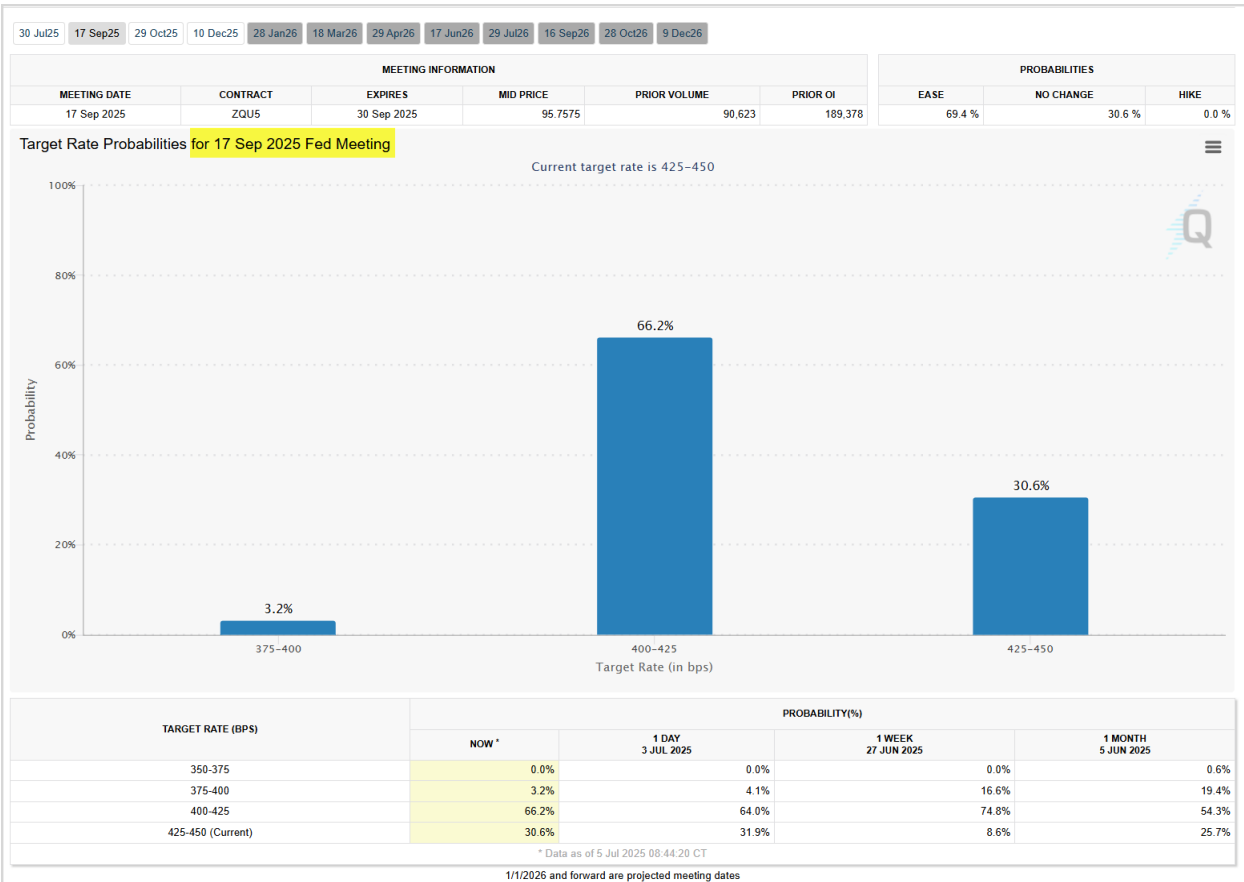 30 Jul25 17 Sep25 29 Oct25 10 Dec25 28 Jan26 18 Mar26 29 Apr26 17 Jun26 29 Jul26 16 Sep26 28 Oct26 9 Dec26
MEETING INFORMATION
MEETING DATE CONTRACT EXPIRES MID PRICE PRIOR VOLUME PRIOR OI
17 Sep 2025 ZQU5 30 Sep 2025 95.7575 90,623 189,378
PROBABILITIES
EASE NO CHANGE HIKE
69.4 % 30.6 % 0.0 %
Target Rate Probabilities for 17 Sep 2025 Fed Meeting
Current target rate is 425–450
Q
Probability
100%
80%
60%
40%
20%
0%
3.2%
66.2%
30.6%
375–400 400–425 425–450
Target Rate (in bps)
TARGET RATE (BPS) PROBABILITY(%)
NOW * 1 DAY 1 WEEK 1 MONTH
3 JUL 2025 27 JUN 2025 5 JUN 2025
350-375 0.0% 0.0% 0.0% 0.6%
375-400 3.2% 4.1% 16.6% 19.4%
400-425 66.2% 64.0% 74.8% 54.3%
425-450 (Current) 30.6% 31.9% 8.6% 25.7%
* Data as of 5 Jul 2025 08:44:20 CT
1/1/2026 and forward are projected meeting dates